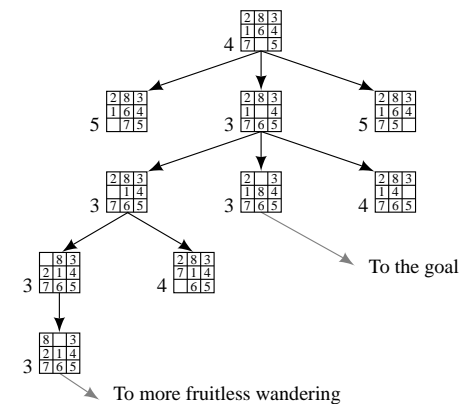 2 8 3
1 6 4
4 7 5
2 8 3 2 8 3 2 8 3
1 6 4 1 4 1 6 4
5 7 5 3 7 6 5 5 7 5
2 8 3 2 3 2 8 3
1 4 1 8 4 1 4
3 7 6 5 3 7 6 5 4 7 6 5
To the goal
8 3 2 8 3
2 1 4 7 1 4
3 7 6 5 4 6 5
8 3
2 1 4
3 7 6 5
To more fruitless wandering